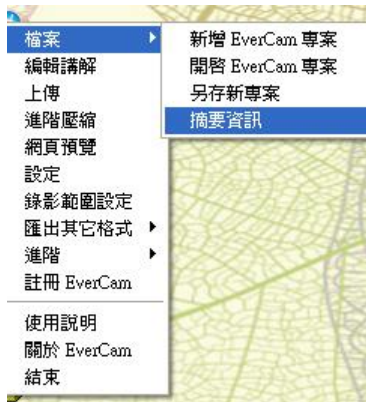 檔案
編輯講解
上傳
進階壓縮
網頁預覽
設定
錄影範圍設定
匯出其它格式
進階
註冊 EverCam
使用說明
關於 EverCam
結束
新增 EverCam 專案
開啓 EverCam 專案
另存新專案
摘要資訊